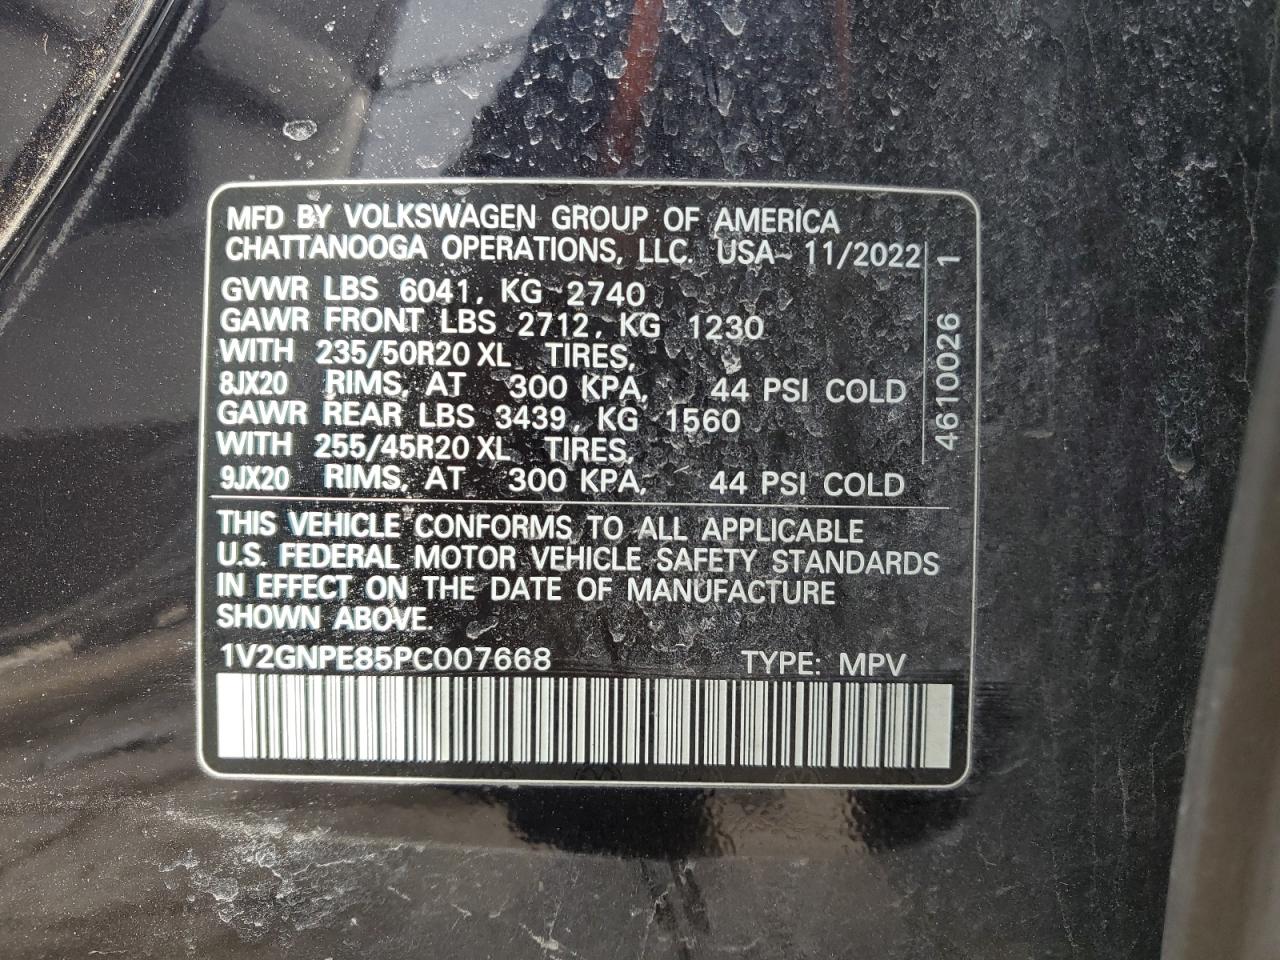 MFD BY VOLKSWAGEN GROUP OF AMERICA
CHATTANOOGA OPERATIONS, LLC. USA- 11/2022
GVWR LBS 6041, KG 2740
GAWR FRONT LBS 2712, KG 1230
WITH 235/50R20 XL TIRES,
8JX20 RIMS, AT 300 KPA, 44 PSI COLD
GAWR REAR LBS 3439, KG 1560
WITH 255/45R20 XL TIRES,
9JX20 RIMS, AT 300 KPA, 44 PSI COLD
4610026 1
THIS VEHICLE CONFORMS TO ALL APPLICABLE
U.S. FEDERAL MOTOR VEHICLE SAFETY STANDARDS
IN EFFECT ON THE DATE OF MANUFACTURE
SHOWN ABOVE.
1V2GNPE85PC007668 TYPE: MPV